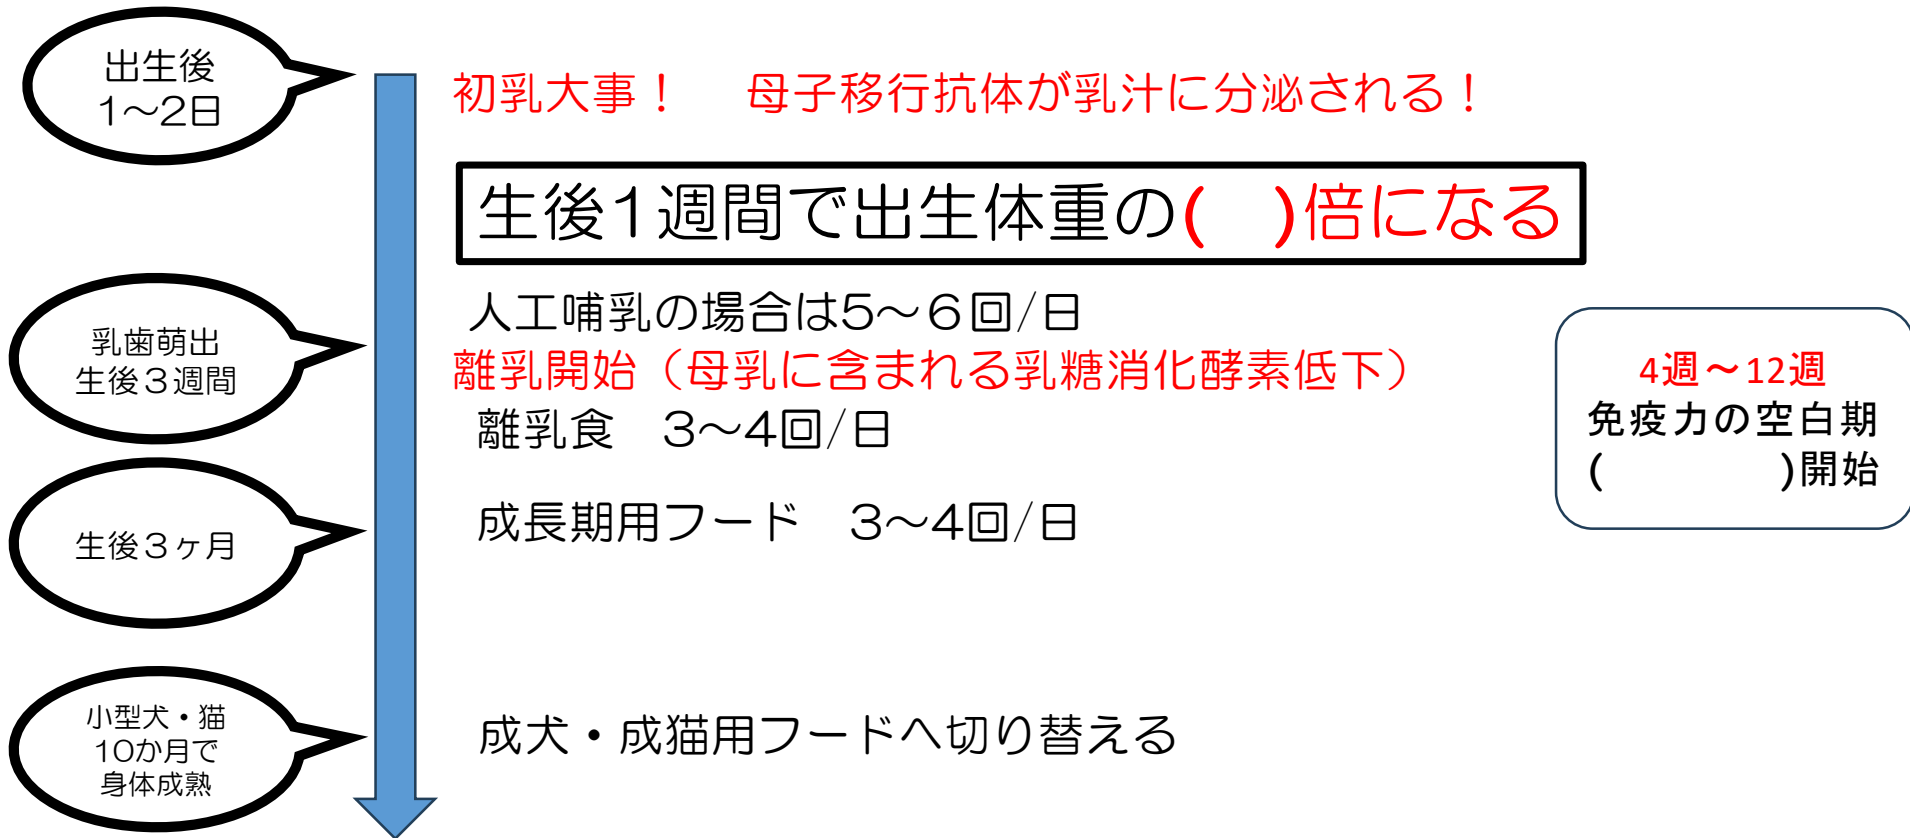 出生後
1～2日
初乳大事！　母子移行抗体が乳汁に分泌される！
生後1週間で出生体重の(　)倍になる
乳歯萌出
生後３週間
人工哺乳の場合は5～６回/日
離乳開始（母乳に含まれる乳糖消化酵素低下）
離乳食　3～4回/日
4週～12週
免疫力の空白期
(　　　　)開始
生後３ヶ月
成長期用フード　3～4回/日
小型犬・猫
10か月で
身体成熟
成犬・成猫用フードへ切り替える